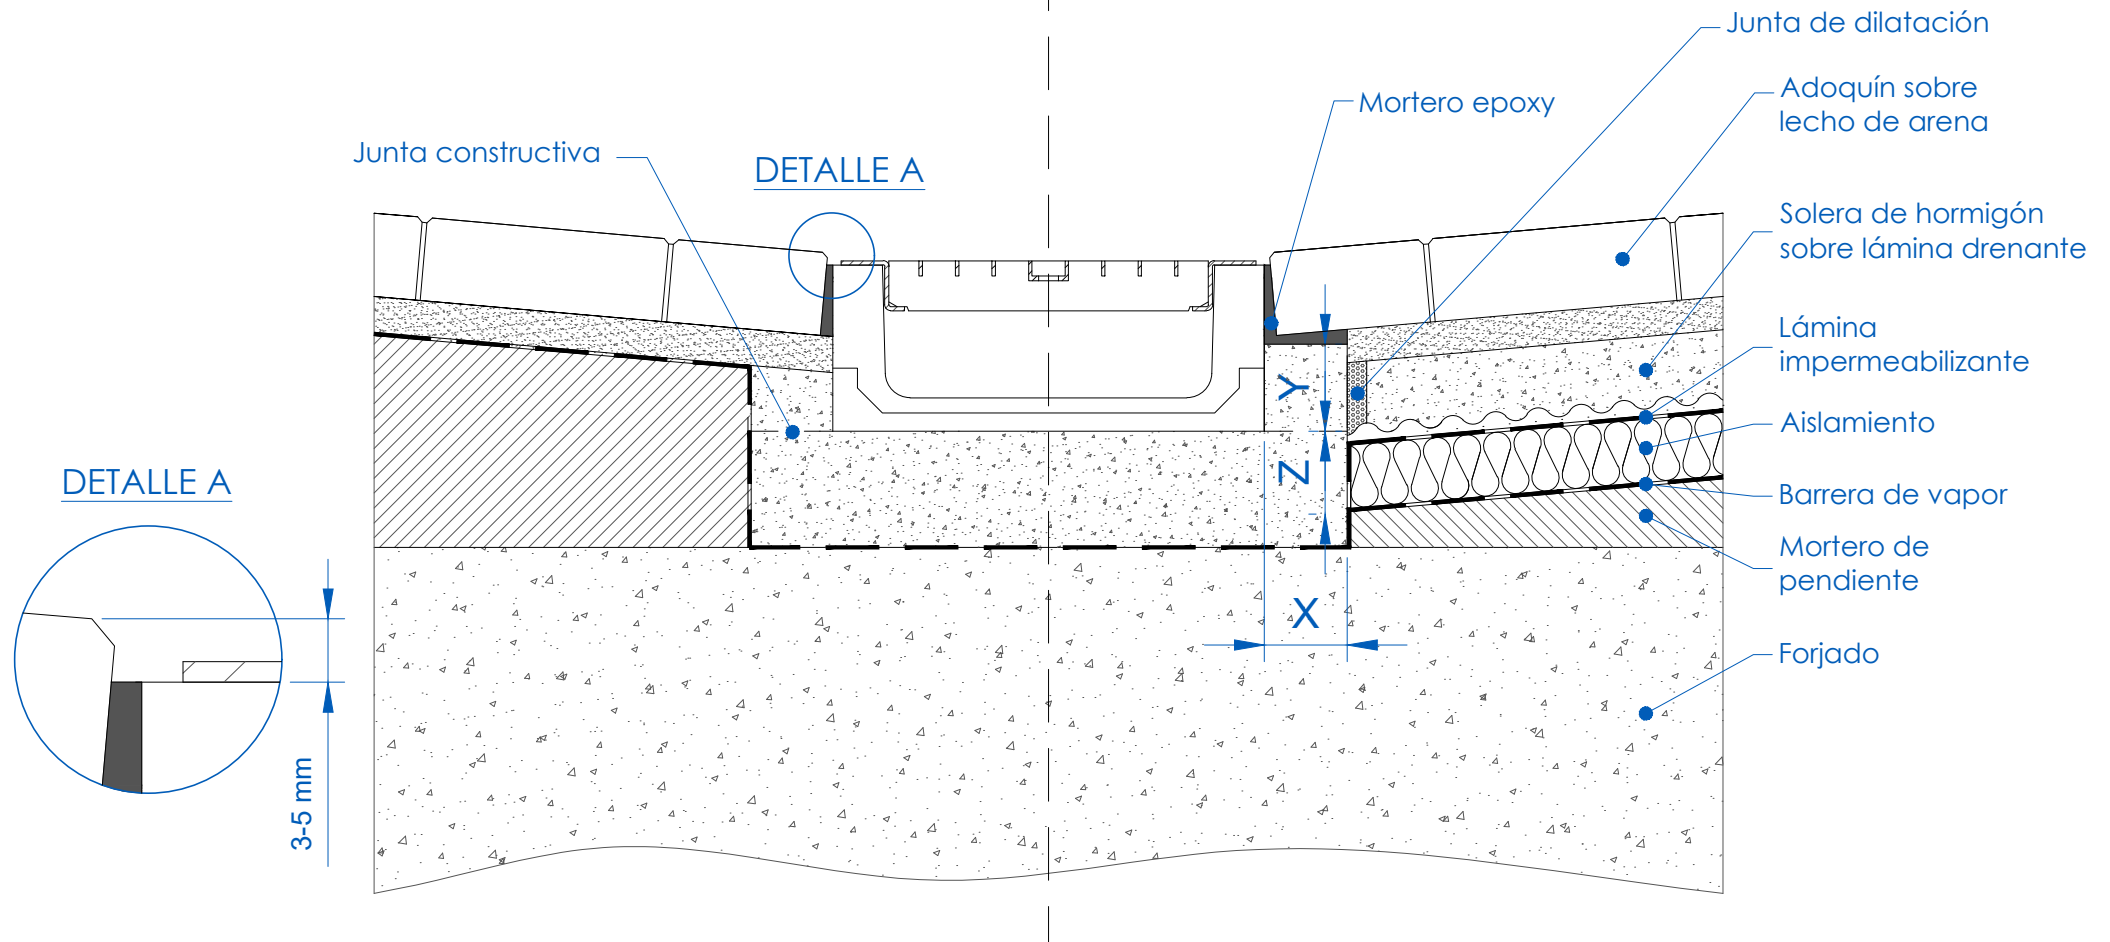 Junta de dilatación
Adoquín sobre
lecho de arena
Mortero epoxy
Junta constructiva
DETALLE A
Solera de hormigón
sobre lámina drenante
Lámina
impermeabilizante
Y
Aislamiento
Z
DETALLE A
Barrera de vapor
Mortero de
pendiente
X
Forjado
3-5 mm